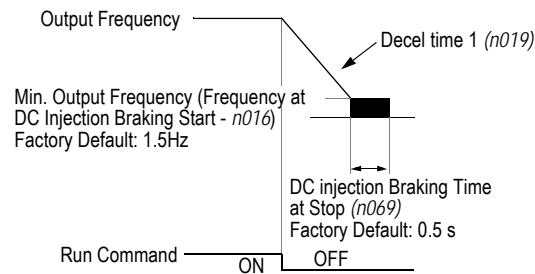 Output Frequency
Decel time 1 (n019)
Min. Output Frequency (Frequency at
DC Injection Braking Start - n016)
Factory Default: 1.5Hz
DC injection Braking Time
at Stop (n069)
Factory Default: 0.5 s
Run Command
ON
OFF